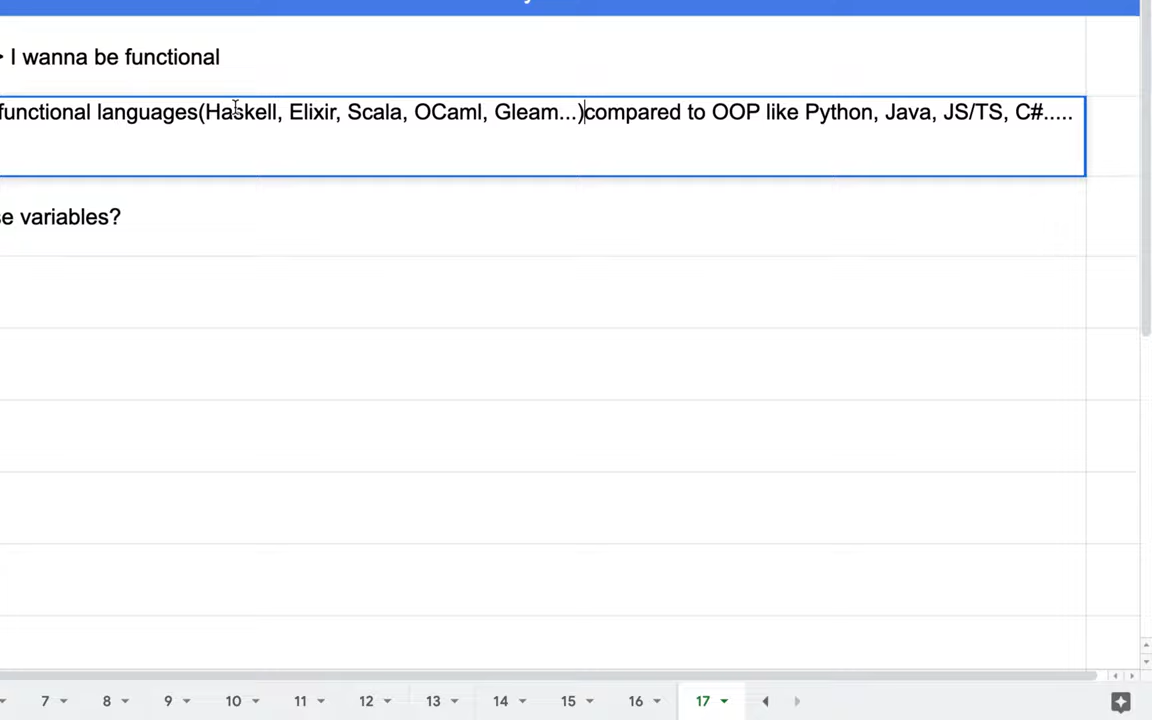 I wanna be functional
functional languages(Haskell, Elixir, Scala, OCaml, Gleam...)compared to OOP like Python, Java, JS/TS, C#.....
se variables?
7 8 9 10 11 12 13 14 15 16 17